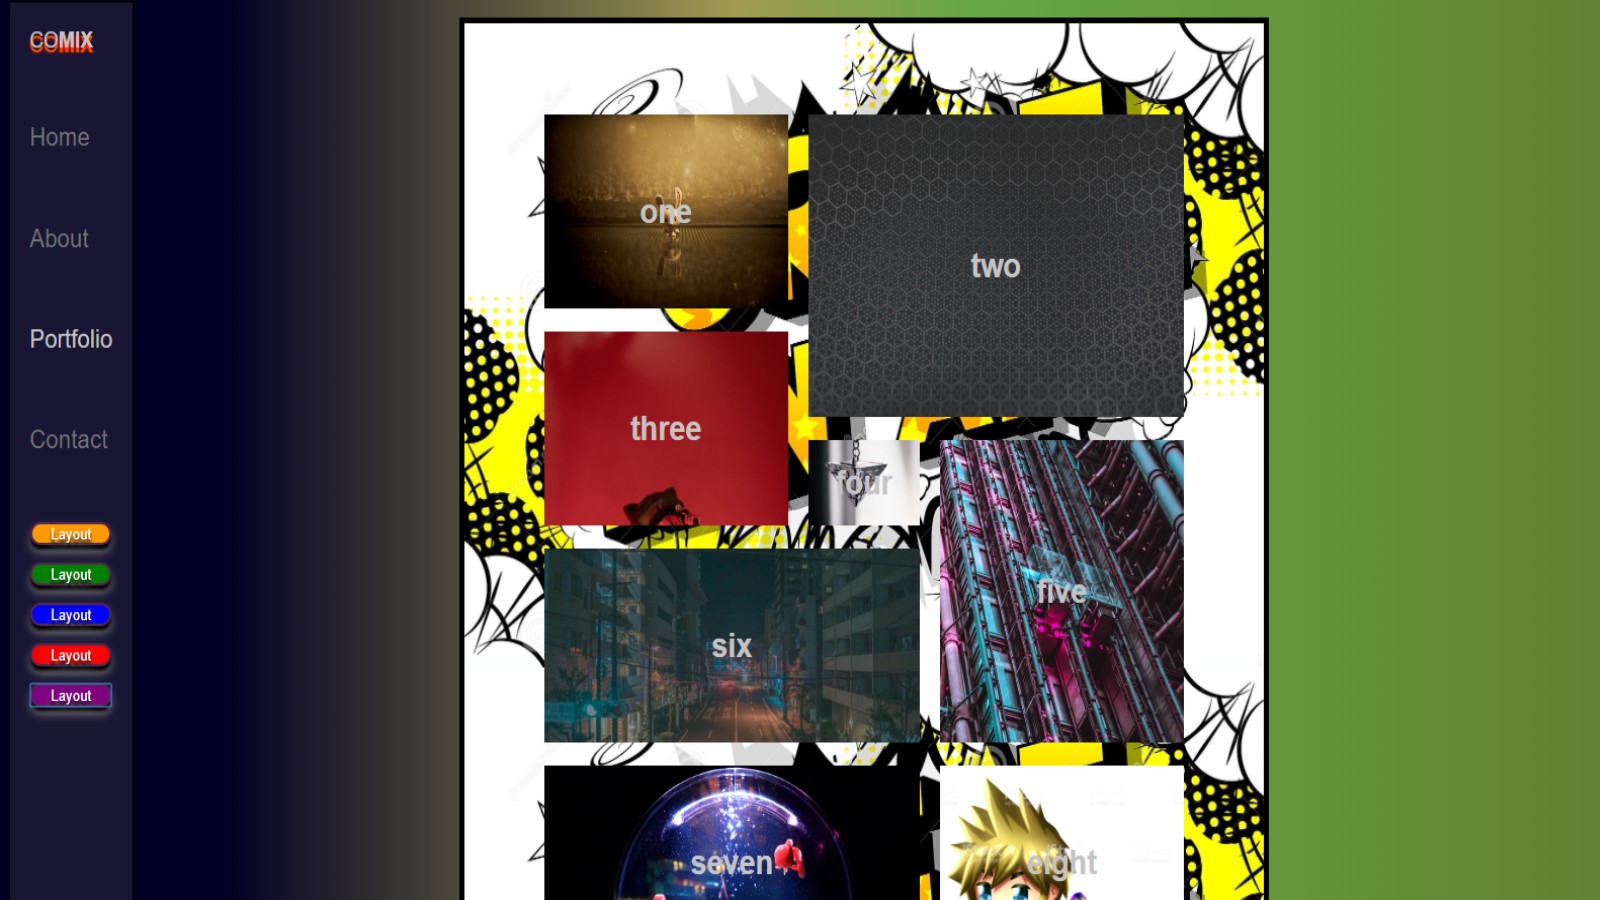 COMIX
Home
About
Portfolio
Contact
Layout
Layout
Layout
Layout
Layout
one
two
three
four
five
six
seven
eight